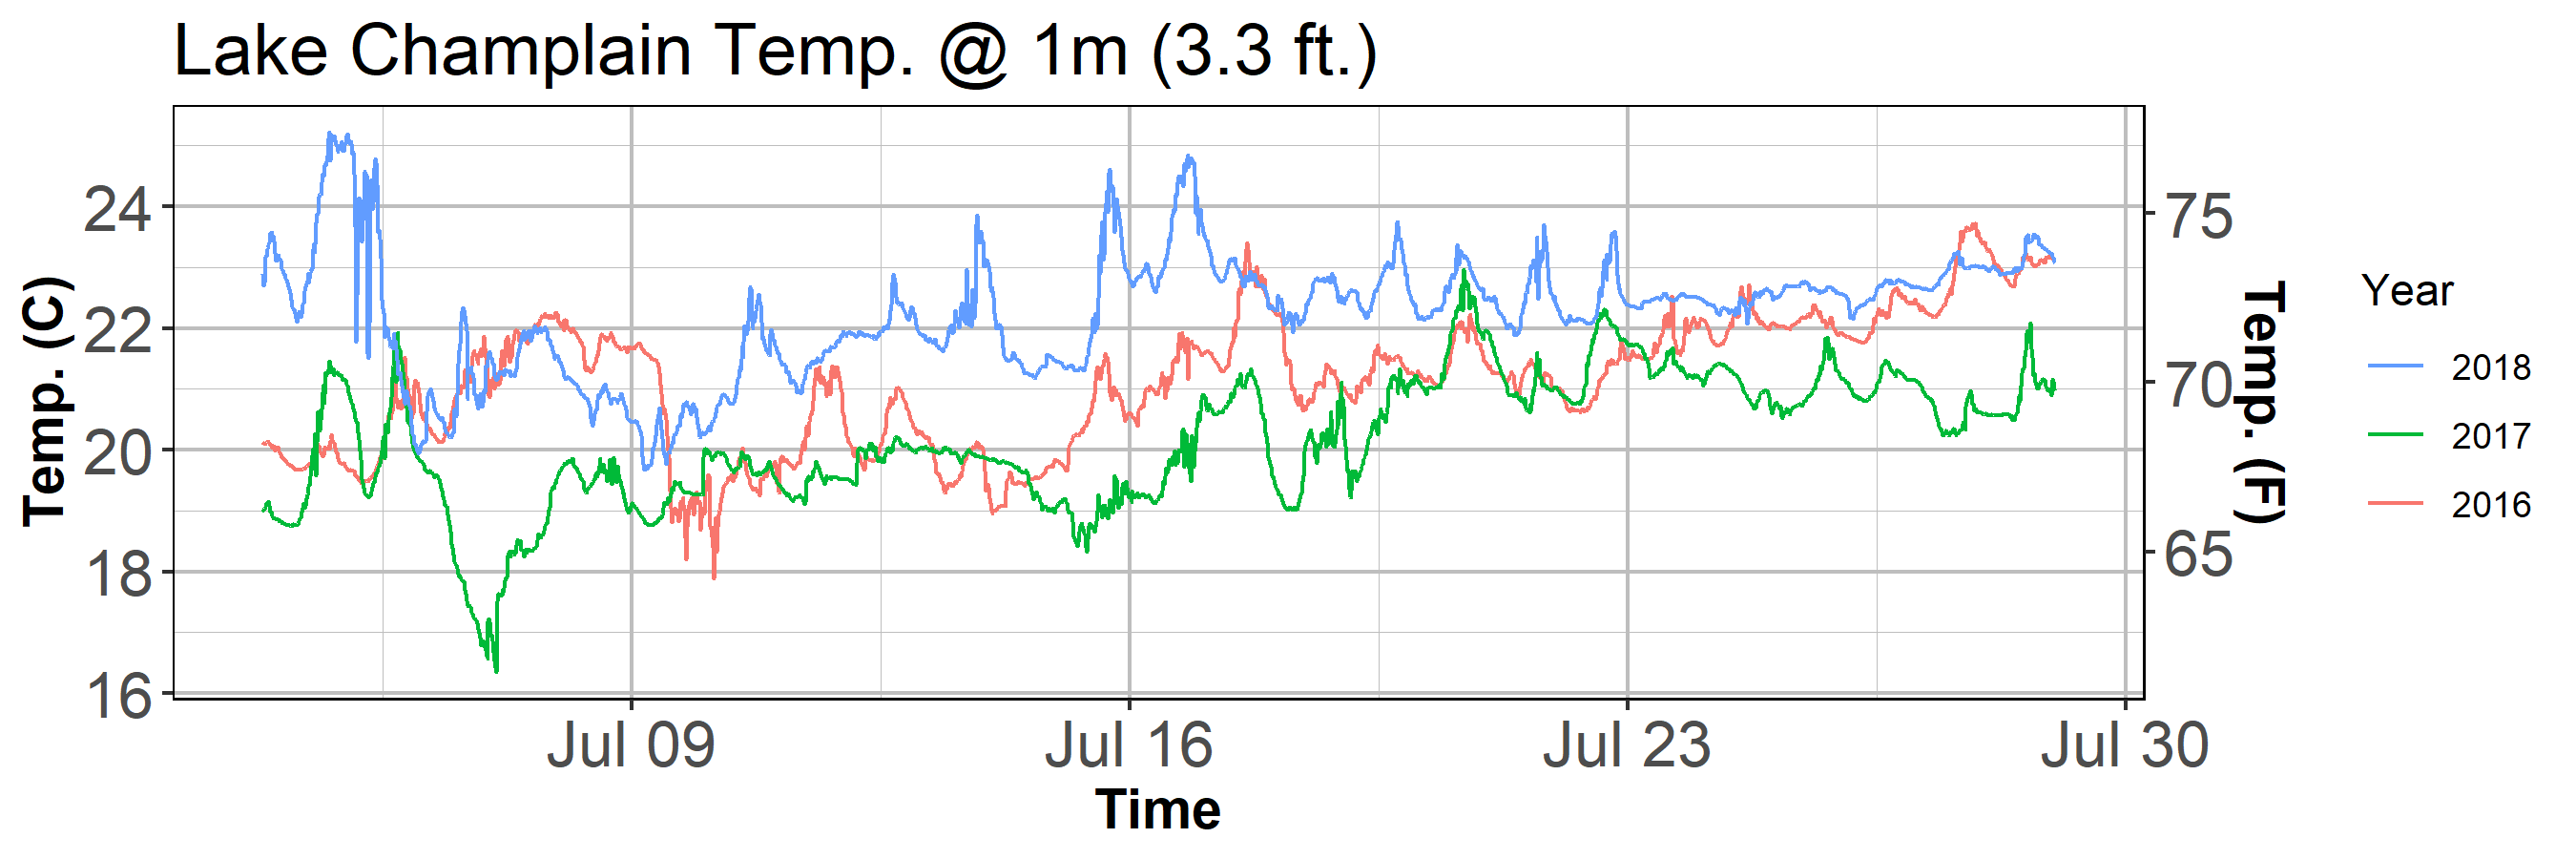 Lake Champlain Temp. @ 1m (3.3 ft.)
Temp. (C)
24
22
20
18
16
75
70
65
Temp. (F)
Jul 09
Jul 16
Jul 23
Jul 30
Time
Year
2018
2017
2016